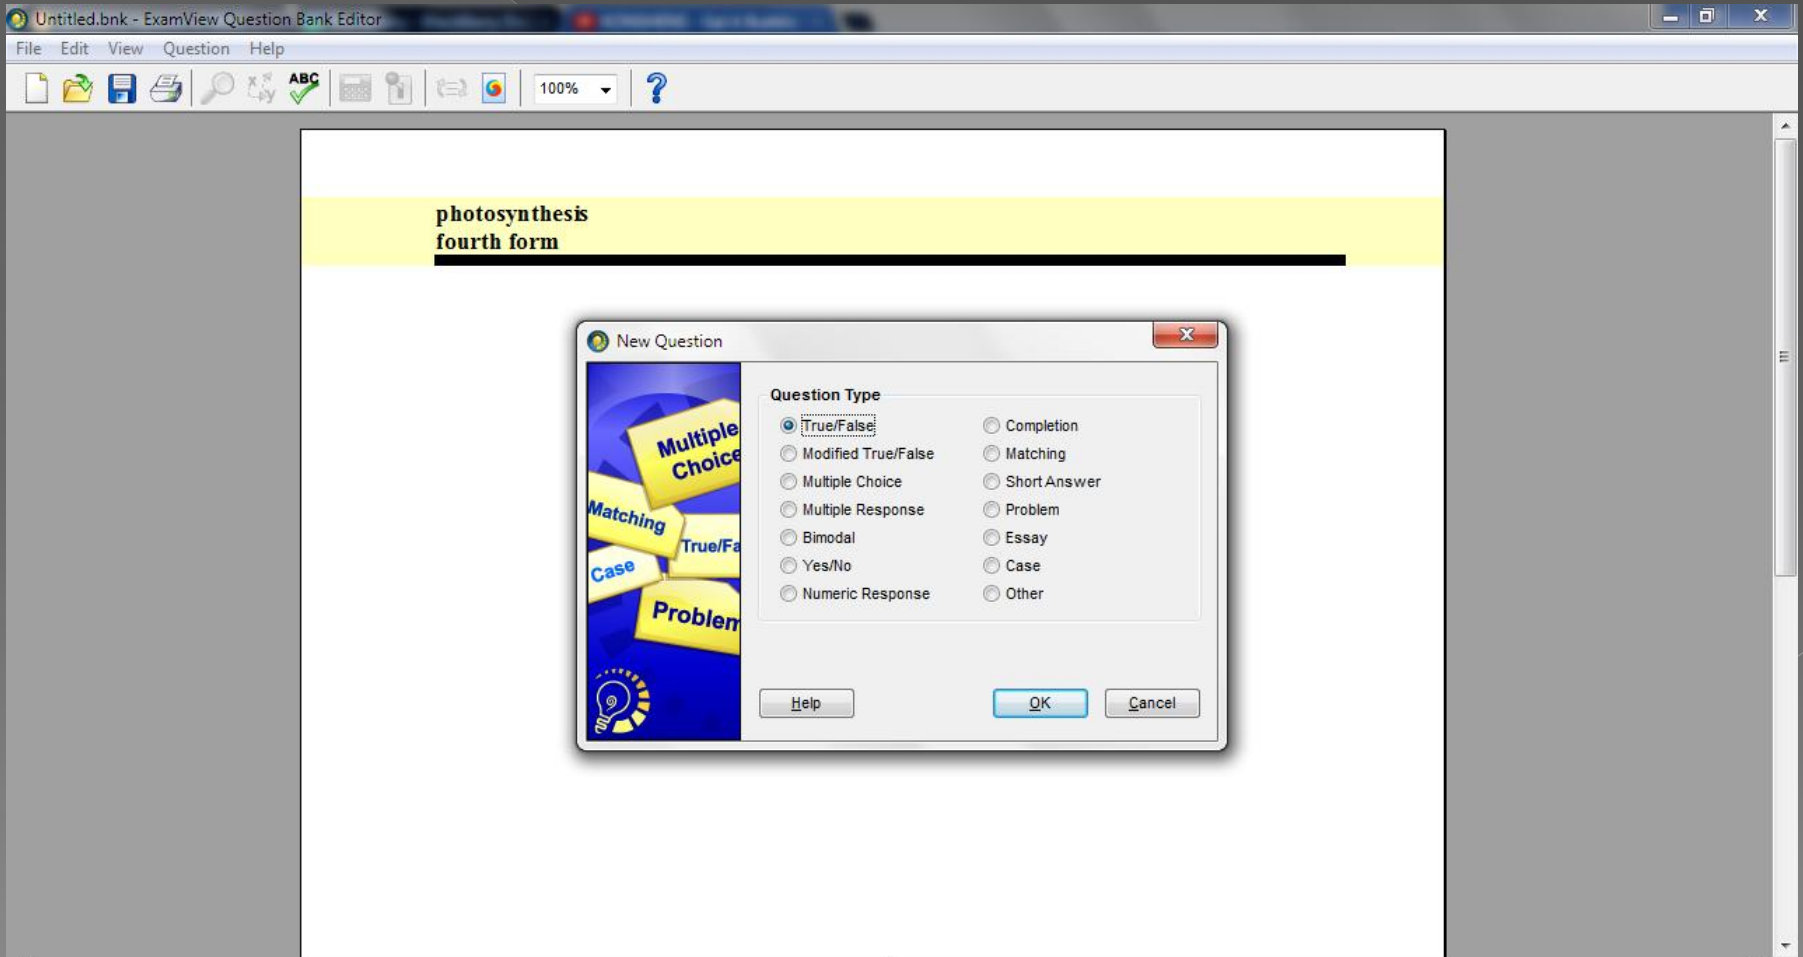 Untitled.bnk - ExamView Question Bank Editor
File Edit View Question Help
ABC
100%
photosynthesis
fourth form
New Question
Multiple
Choice
Matching
True/Fa
Case
Problem
Question Type
True/False
Modified True/False
Multiple Choice
Multiple Response
Bimodal
Yes/No
Numeric Response
Completion
Matching
Short Answer
Problem
Essay
Case
Other
Help
OK
Cancel